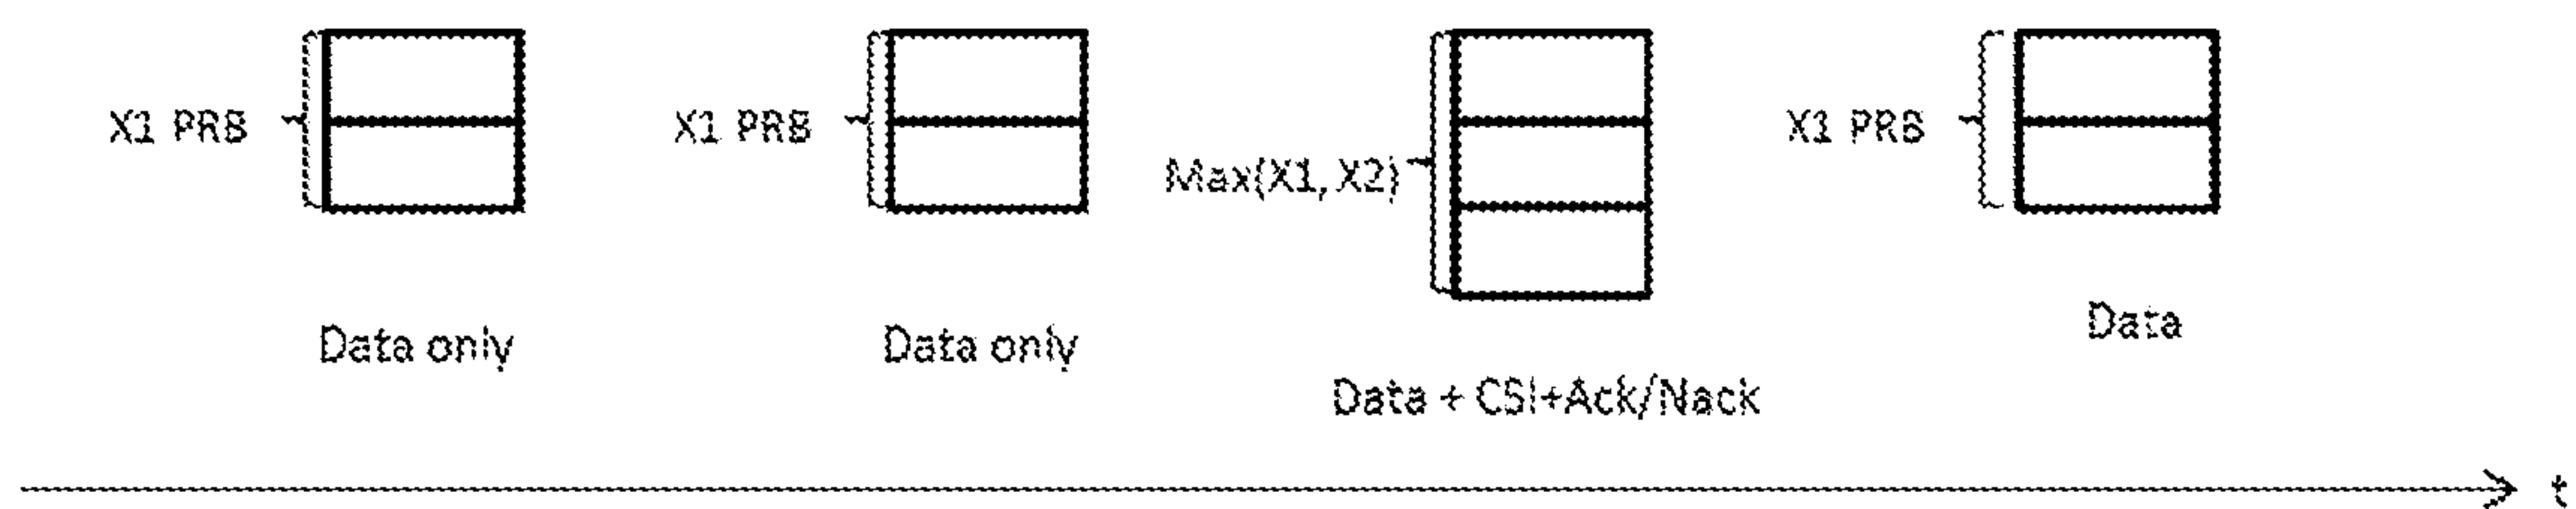 X1 PRB
X1 PRB
Max(X1, X2)
X1 PRB
Data only
Data only
Data + CSI+Ack/Nack
Data
t